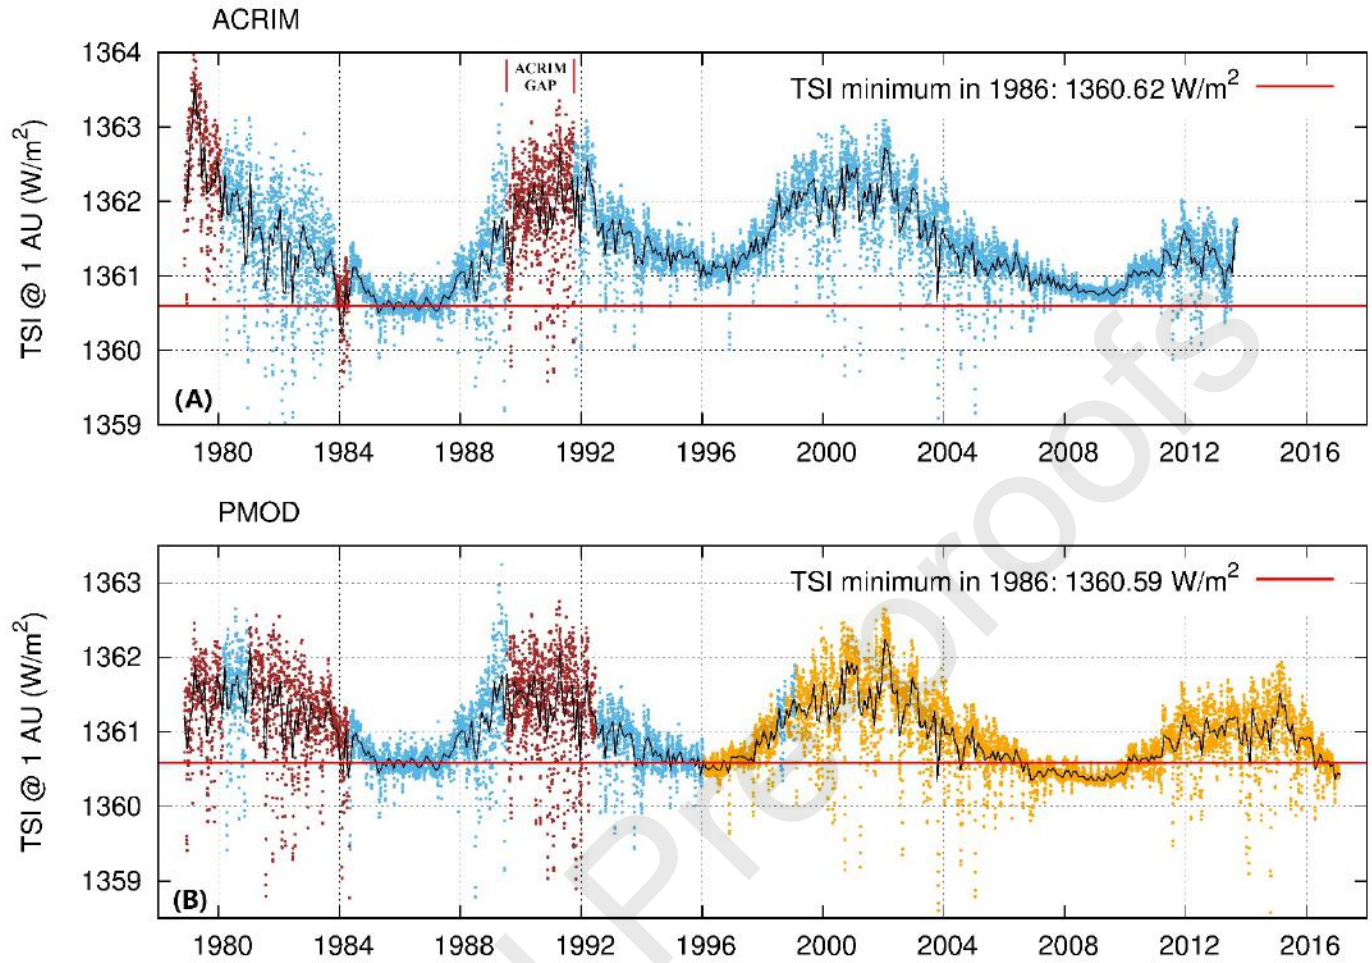 ACRIM
1364
1363
1362
1361
1360
1359
TSI @ 1 AU (W/m²)
ACRIM
GAP
TSI minimum in 1986: 1360.62 W/m²
(A)
1980 1984 1988 1992 1996 2000 2004 2008 2012 2016
PMOD
1363
1362
1361
1360
1359
TSI @ 1 AU (W/m²)
TSI minimum in 1986: 1360.59 W/m²
(B)
1980 1984 1988 1992 1996 2000 2004 2008 2012 2016
l Pre-proofs